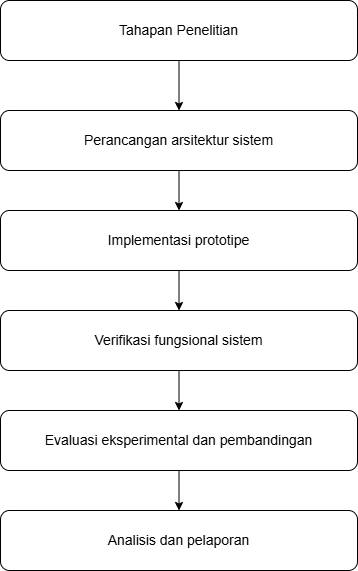 Tahapan Penelitian
Perancangan arsitektur sistem
Implementasi prototipe
Verifikasi fungsional sistem
Evaluasi eksperimental dan pembandingan
Analisis dan pelaporan